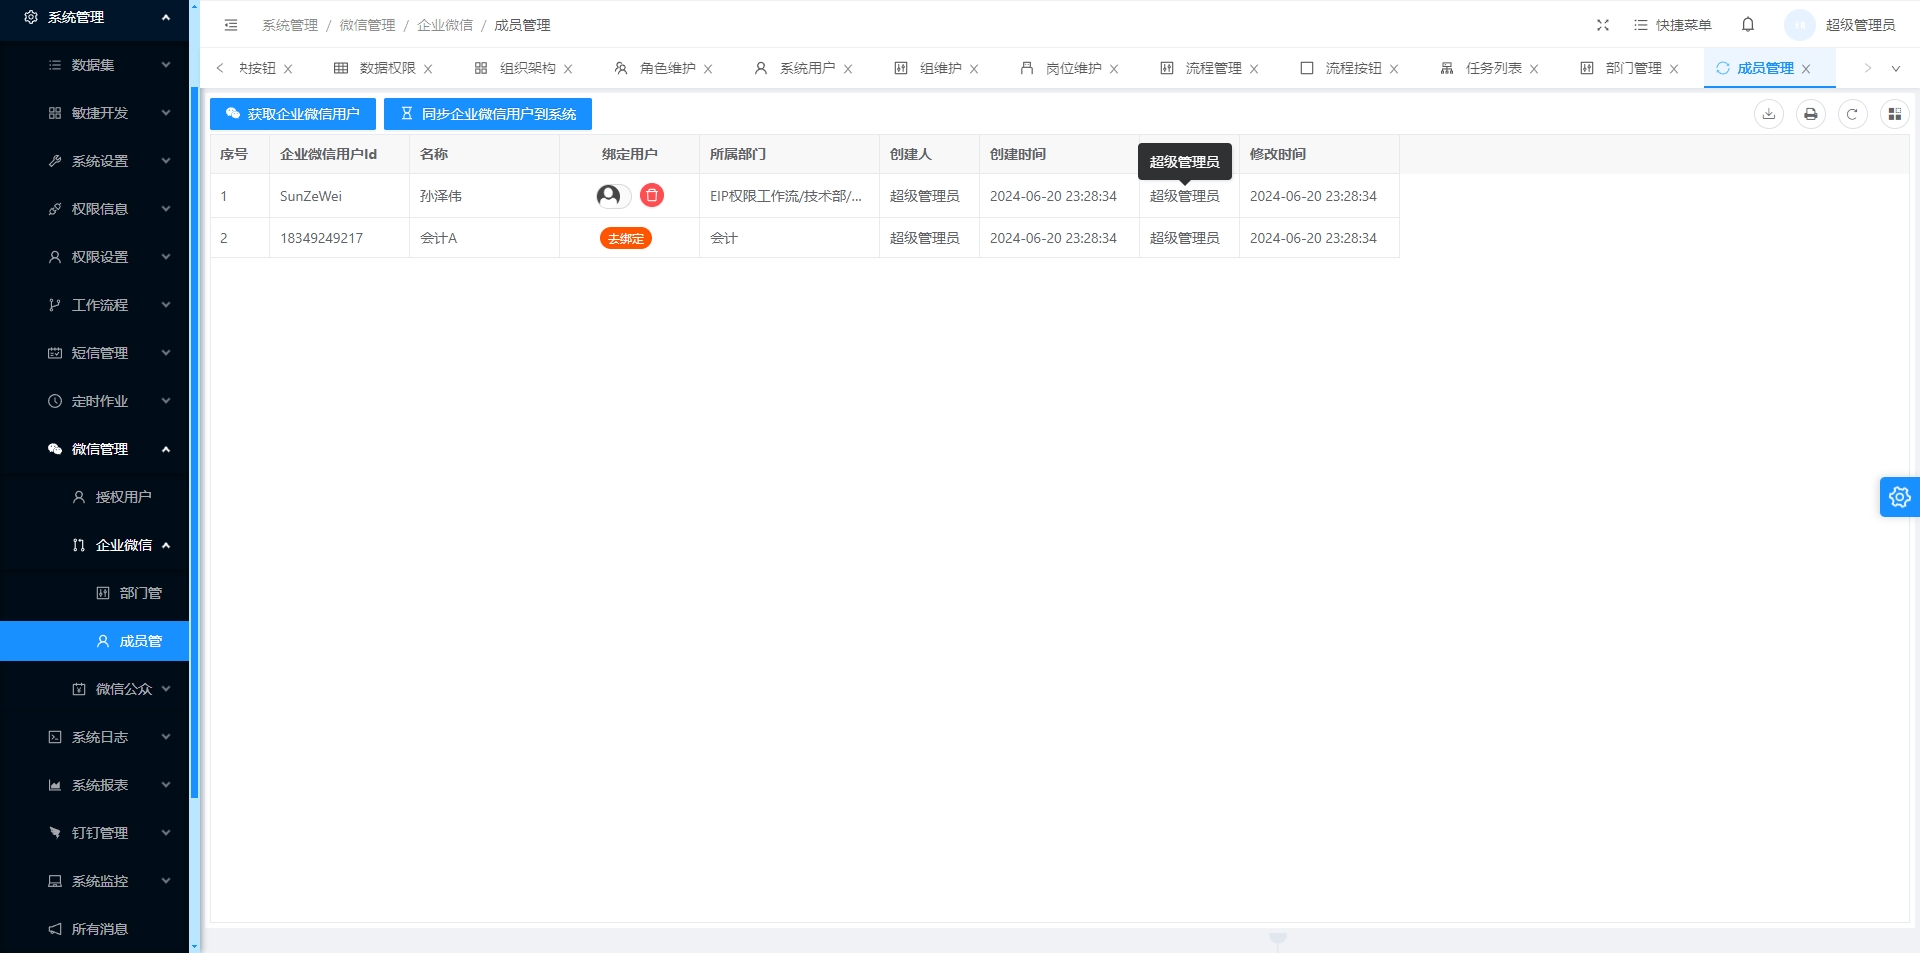 系统管理
数据集
敏捷开发
系统设置
权限信息
权限设置
工作流程
短信管理
定时作业
微信管理
授权用户
企业微信
部门管
成员管
微信公众
系统日志
系统报表
钉钉管理
系统监控
所有消息
系统管理 / 微信管理 / 企业微信 / 成员管理
快捷菜单
超级管理员
按钮
数据权限
组织架构
角色维护
系统用户
组维护
岗位维护
流程管理
流程按钮
任务列表
部门管理
成员管理
获取企业微信用户
同步企业微信用户到系统
序号 企业微信用户Id 名称 绑定用户 所属部门 创建人 创建时间 超级管理员 修改时间
1 SunZeWei 孙泽伟 EIP权限工作流/技术部/... 超级管理员 2024-06-20 23:28:34 超级管理员 2024-06-20 23:28:34
2 18349249217 会计A 去绑定 会计 超级管理员 2024-06-20 23:28:34 超级管理员 2024-06-20 23:28:34